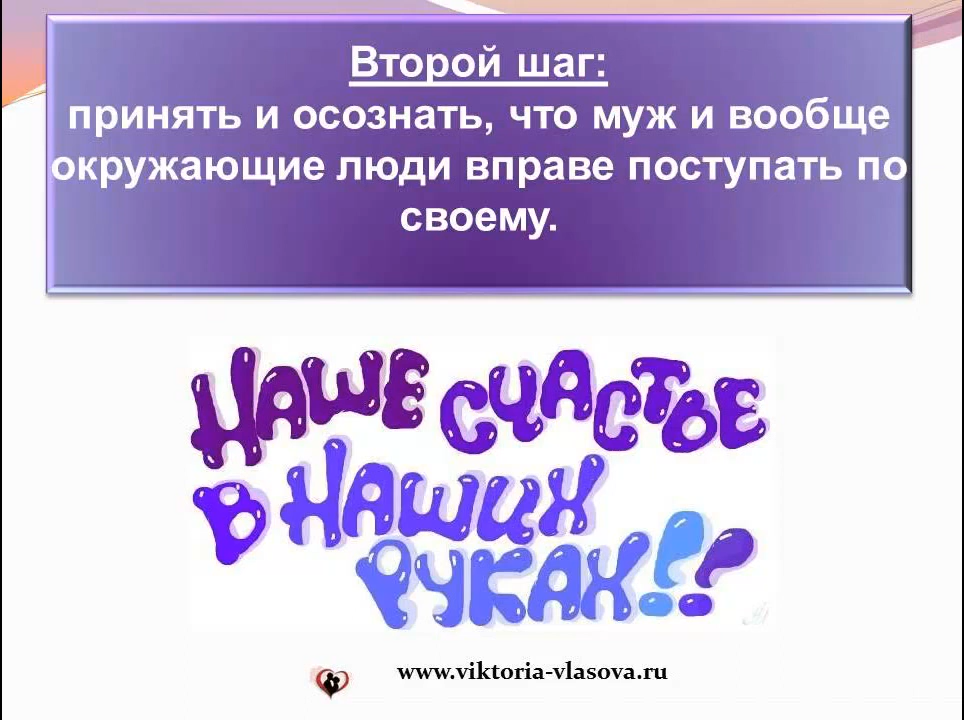 Второй шаг:
принять и осознать, что муж и вообще
окружающие люди вправе поступать по
своему.
Наше счастье
в наших
руках!?
www.viktoria-vlasova.ru